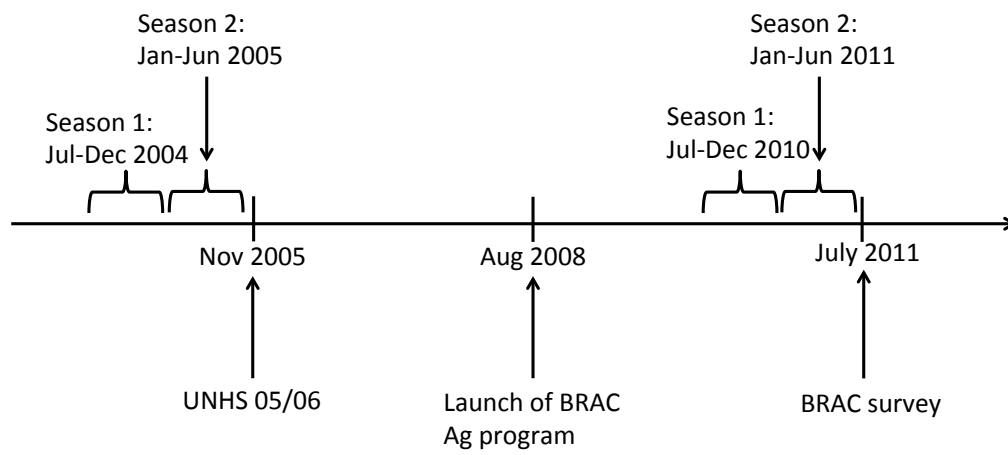 Season 2:
Jan-Jun 2005
Season 2:
Jan-Jun 2011
Season 1:
Jul-Dec 2004
Season 1:
Jul-Dec 2010
Nov 2005
Aug 2008
July 2011
UNHS 05/06
Launch of BRAC
Ag program
BRAC survey